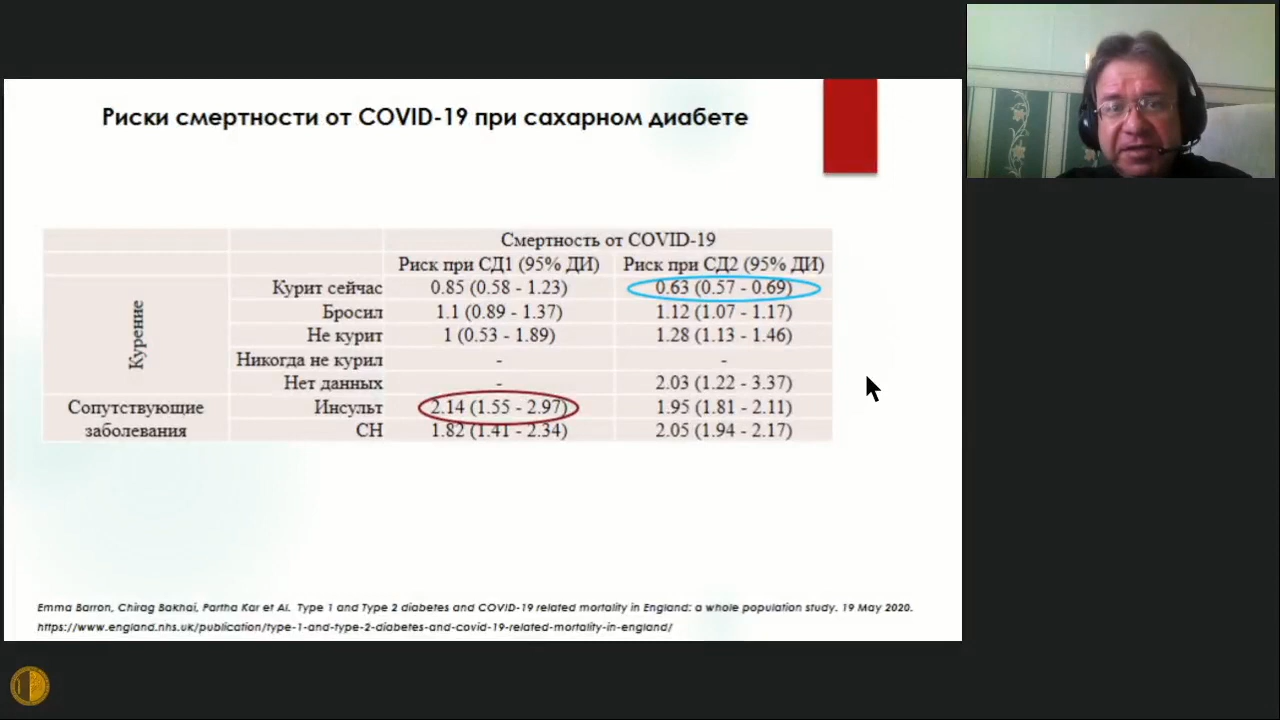 Риски смертности от COVID-19 при сахарном диабете
Смертность от COVID-19
Риск при СД1 (95% ДИ) Риск при СД2 (95% ДИ)
Курение
Курит сейчас 0.85 (0.58 - 1.23) 0.63 (0.57 - 0.69)
Бросил 1.1 (0.89 - 1.37) 1.12 (1.07 - 1.17)
Не курит 1 (0.53 - 1.89) 1.28 (1.13 - 1.46)
Никогда не курил - -
Нет данных - 2.03 (1.22 - 3.37)
Сопутствующие Инсульт 2.14 (1.55 - 2.97) 1.95 (1.81 - 2.11)
заболевания СН 1.82 (1.41 - 2.34) 2.05 (1.94 - 2.17)
Emma Barron, Chirag Bakhai, Partha Kar et Al. Type 1 and Type 2 diabetes and COVID-19 related mortality in England: a whole population study. 19 May 2020.
https://www.england.nhs.uk/publication/type-1-and-type-2-diabetes-and-covid-19-related-mortality-in-england/